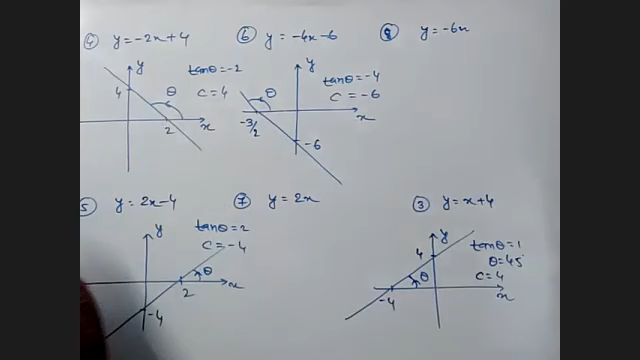 ④ y = -2x + 4
y
tanθ = -2
c = 4
4
θ
2
x
⑥ y = -4x - 6
y
tanθ = -4
c = -6
θ
-3/2
x
-6
y = -6x
⑤ y = 2x - 4
y
tanθ = 2
c = -4
θ
2
x
-4
⑦ y = 2x
③ y = x + 4
y
tanθ = 1
θ = 45
c = 4
4
θ
-4
x